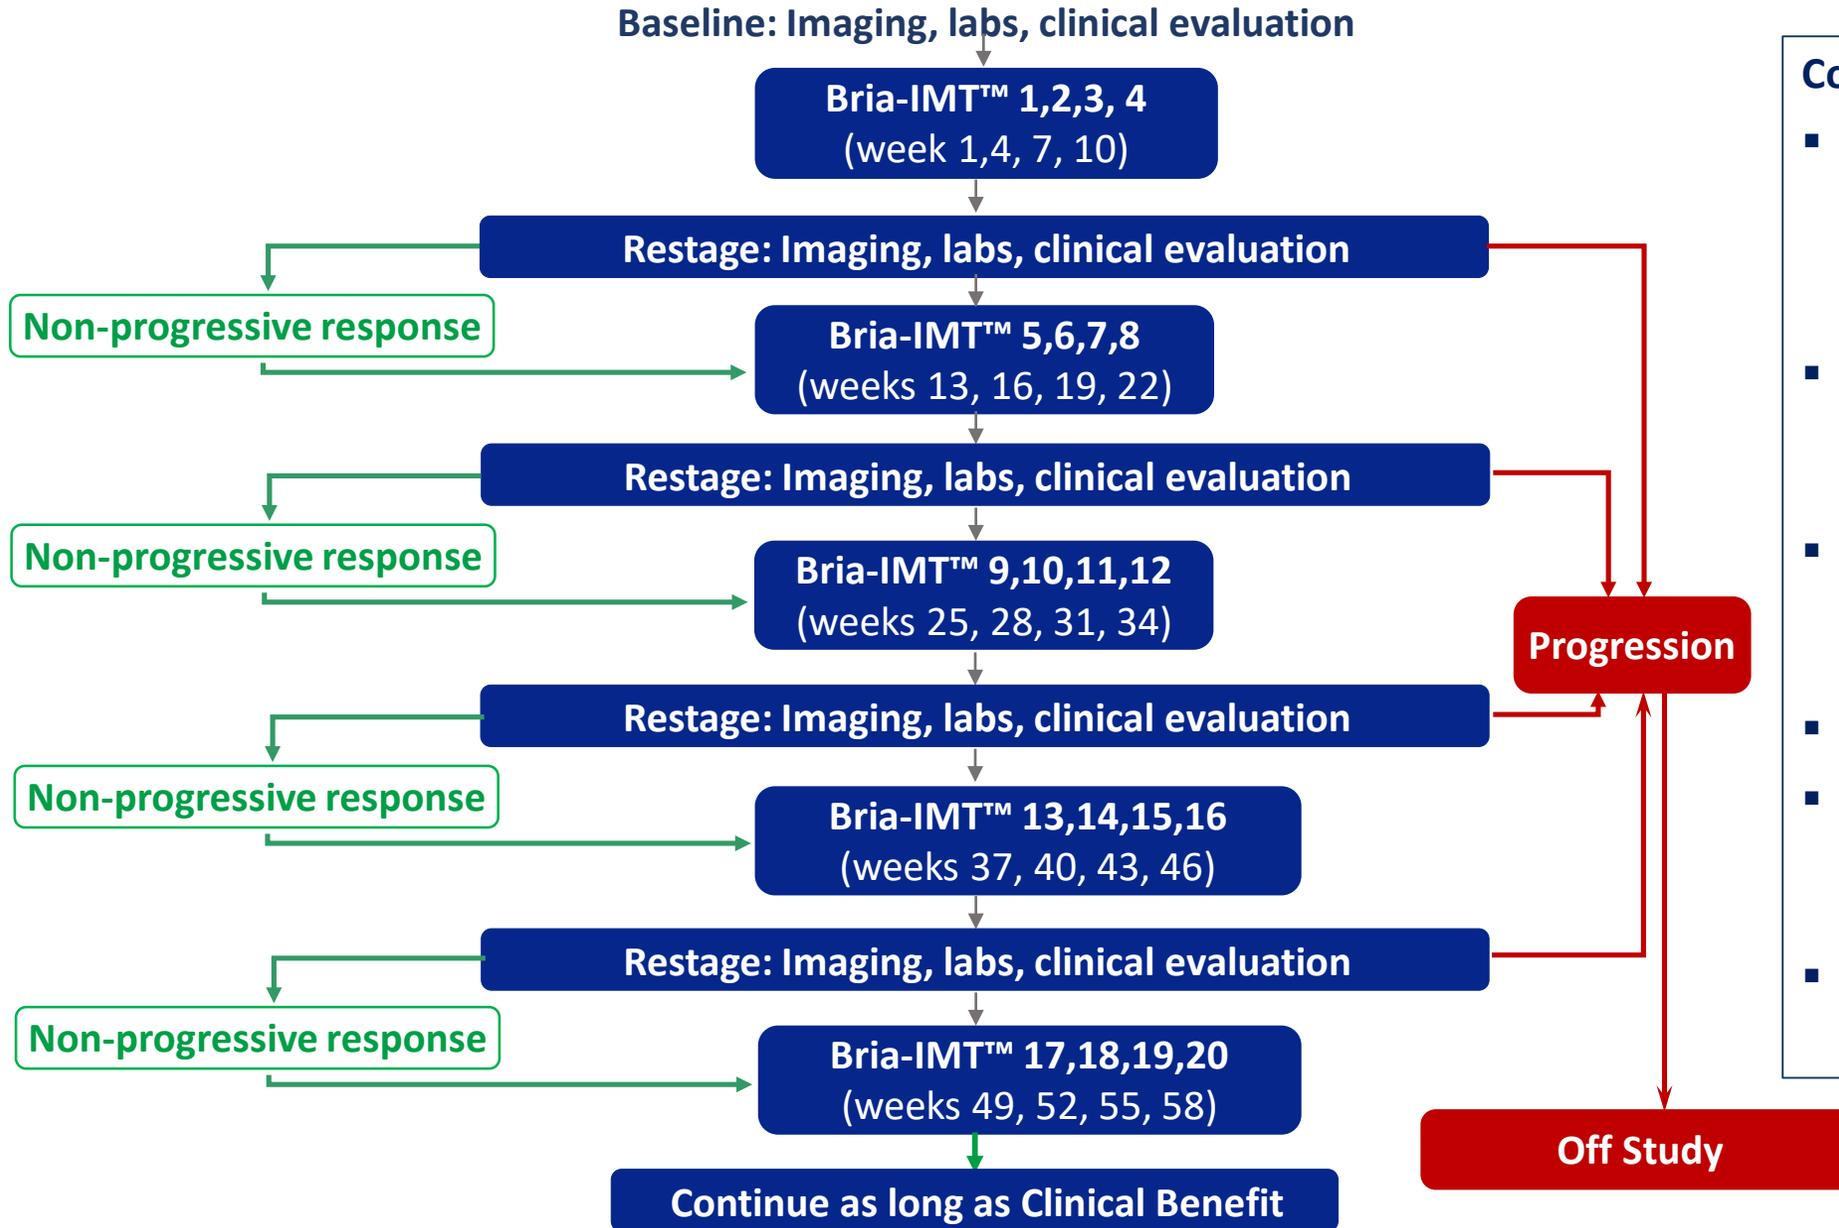 Baseline: Imaging, labs, clinical evaluation
Bria-IMT™ 1,2,3, 4
(week 1,4, 7, 10)
Restage: Imaging, labs, clinical evaluation
Non-progressive response
Bria-IMT™ 5,6,7,8
(weeks 13, 16, 19, 22)
Restage: Imaging, labs, clinical evaluation
Non-progressive response
Bria-IMT™ 9,10,11,12
(weeks 25, 28, 31, 34)
Progression
Restage: Imaging, labs, clinical evaluation
Non-progressive response
Bria-IMT™ 13,14,15,16
(weeks 37, 40, 43, 46)
Restage: Imaging, labs, clinical evaluation
Non-progressive response
Bria-IMT™ 17,18,19,20
(weeks 49, 52, 55, 58)
Off Study
Continue as long as Clinical Benefit